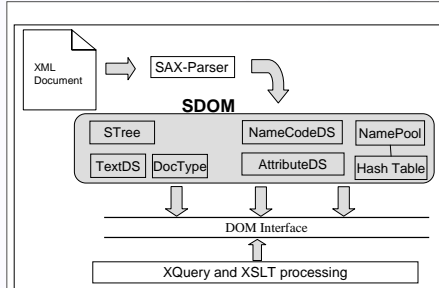 XML
Document
SAX-Parser
SDOM
STree
NameCodeDS
NamePool
TextDS
DocType
AttributeDS
Hash Table
DOM Interface
XQuery and XSLT processing